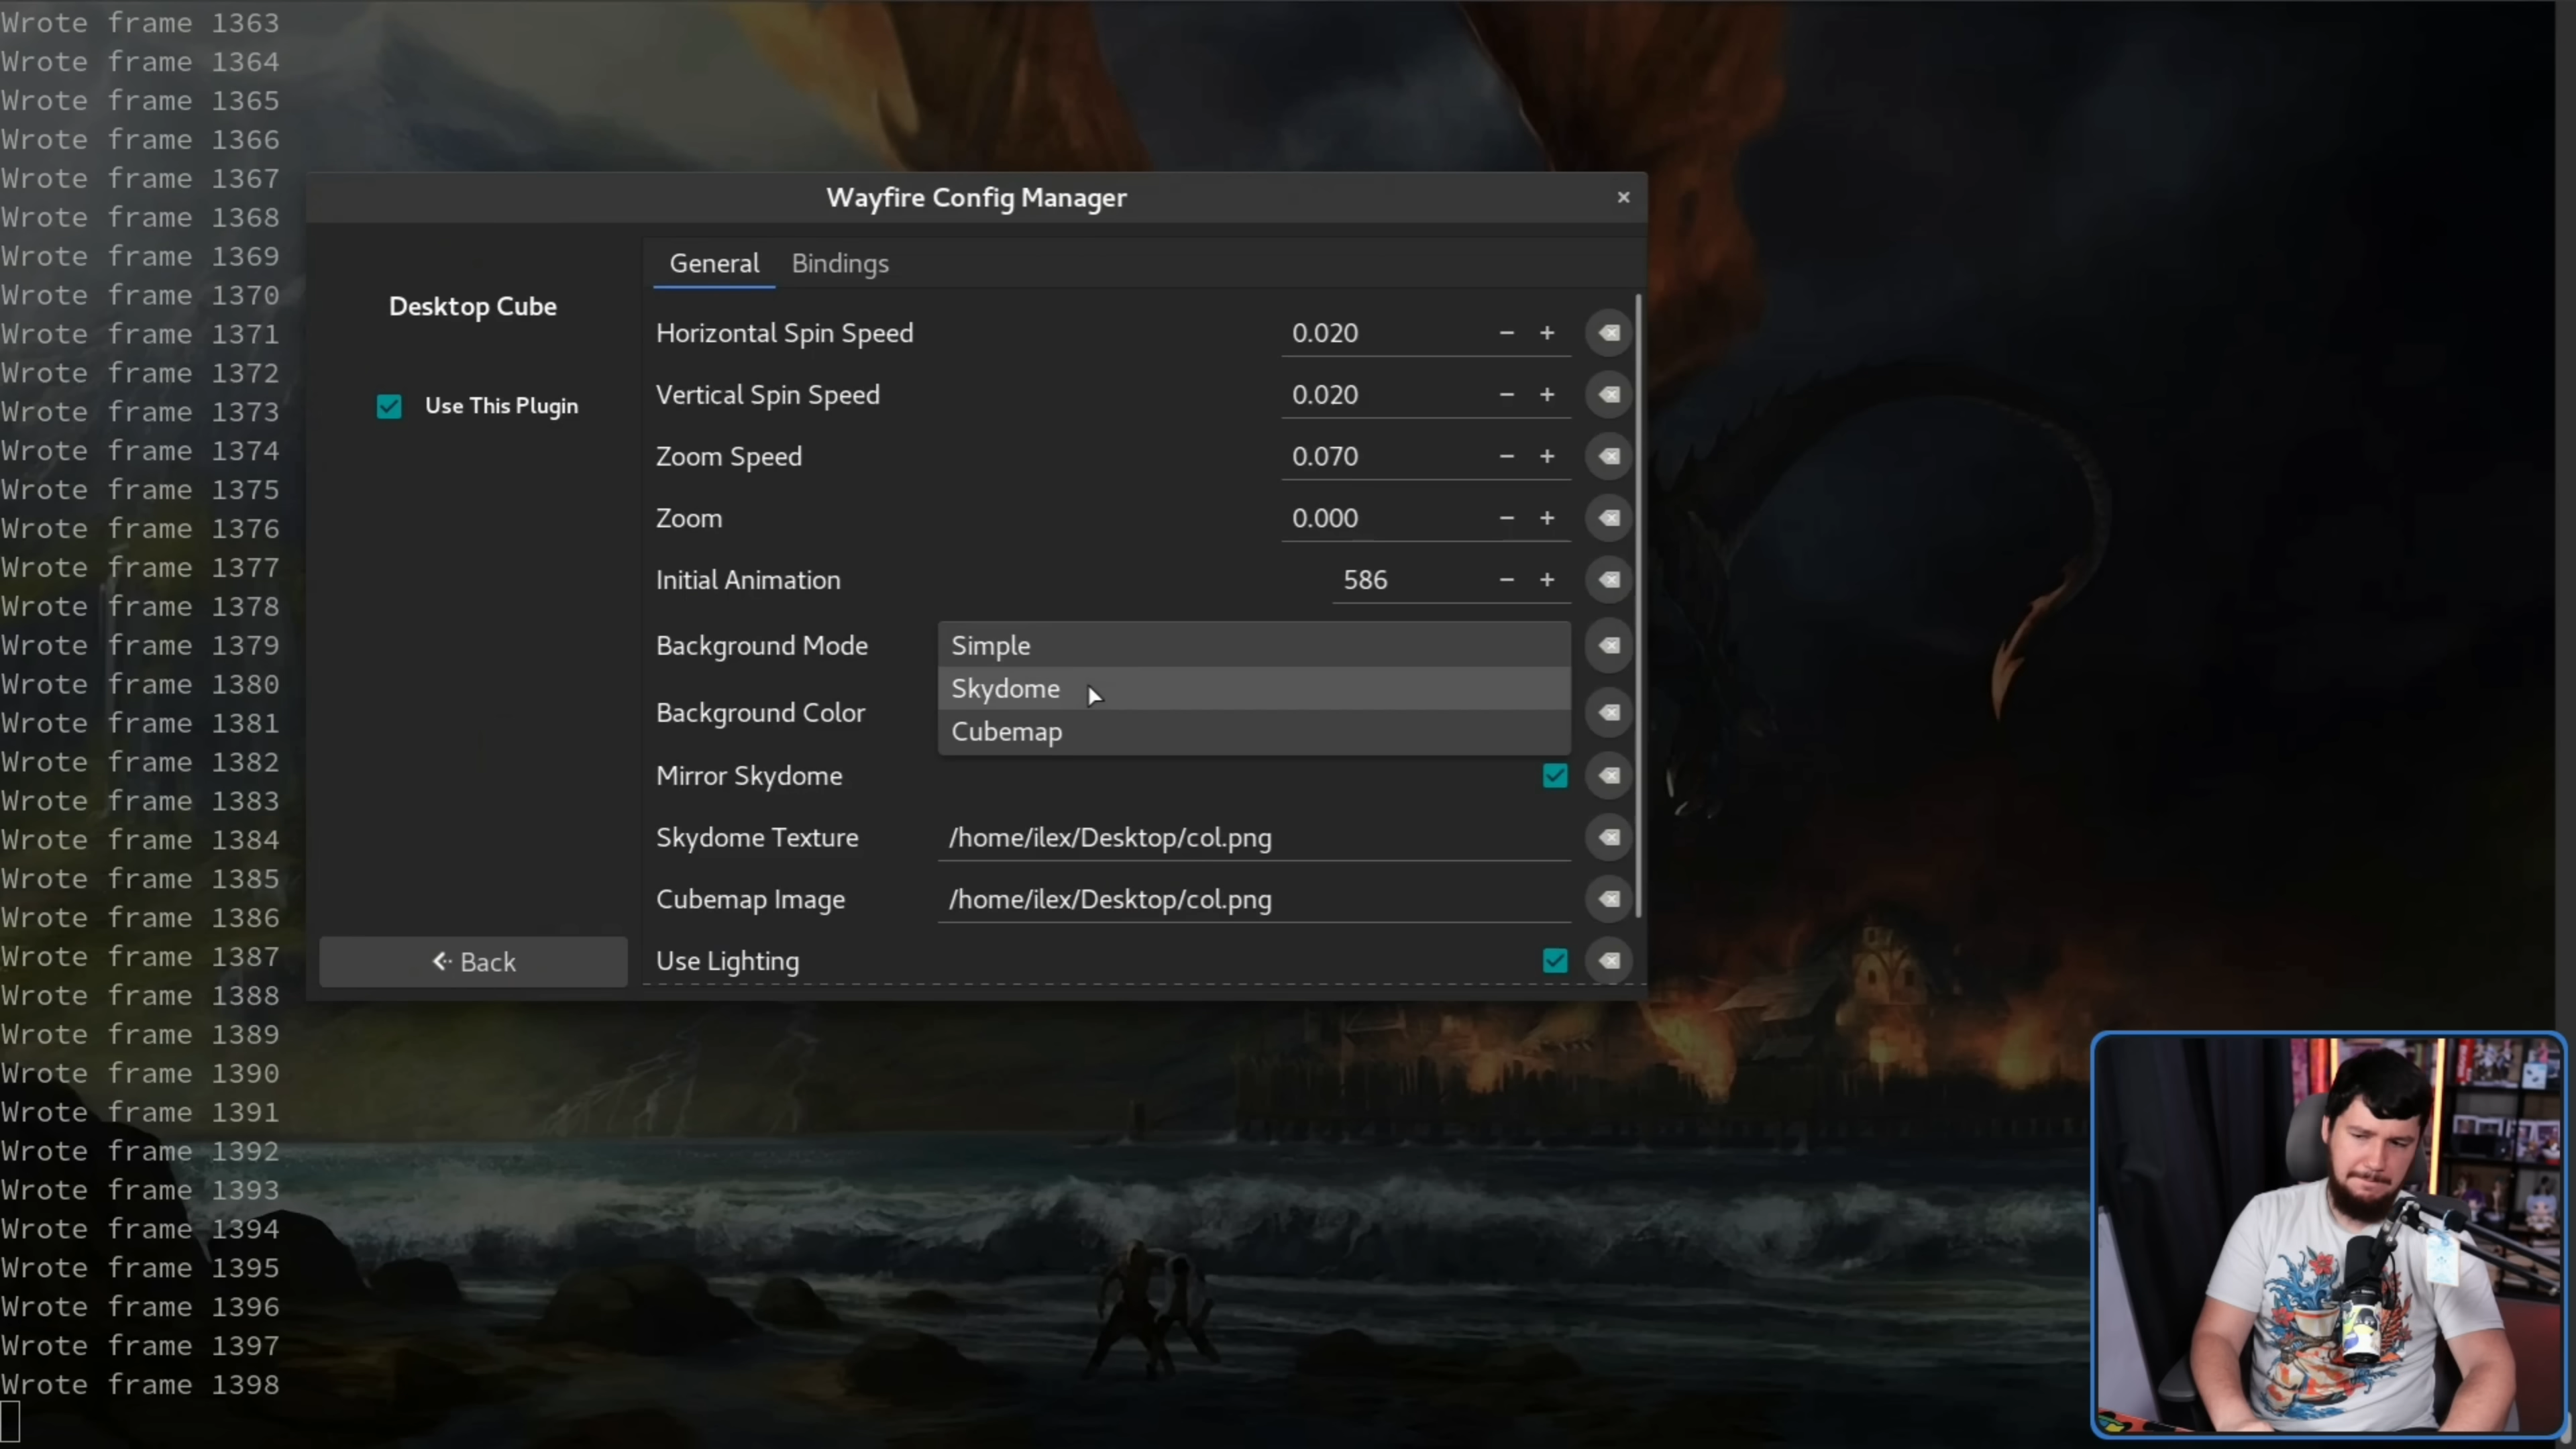 Wrote frame 1363
Wrote frame 1364
Wrote frame 1365
Wrote frame 1366
Wrote frame 1367
Wrote frame 1368
Wrote frame 1369
Wrote frame 1370
Wrote frame 1371
Wrote frame 1372
Wrote frame 1373
Wrote frame 1374
Wrote frame 1375
Wrote frame 1376
Wrote frame 1377
Wrote frame 1378
Wrote frame 1379
Wrote frame 1380
Wrote frame 1381
Wrote frame 1382
Wrote frame 1383
Wrote frame 1384
Wrote frame 1385
Wrote frame 1386
Wrote frame 1387
Wrote frame 1388
Wrote frame 1389
Wrote frame 1390
Wrote frame 1391
Wrote frame 1392
Wrote frame 1393
Wrote frame 1394
Wrote frame 1395
Wrote frame 1396
Wrote frame 1397
Wrote frame 1398
Wayfire Config Manager
Desktop Cube
Use This Plugin
Back
General Bindings
Horizontal Spin Speed 0.020
Vertical Spin Speed 0.020
Zoom Speed 0.070
Zoom 0.000
Initial Animation 586
Background Mode Simple
Skydome
Background Color
Cubemap
Mirror Skydome
Skydome Texture /home/ilex/Desktop/col.png
Cubemap Image /home/ilex/Desktop/col.png
Use Lighting